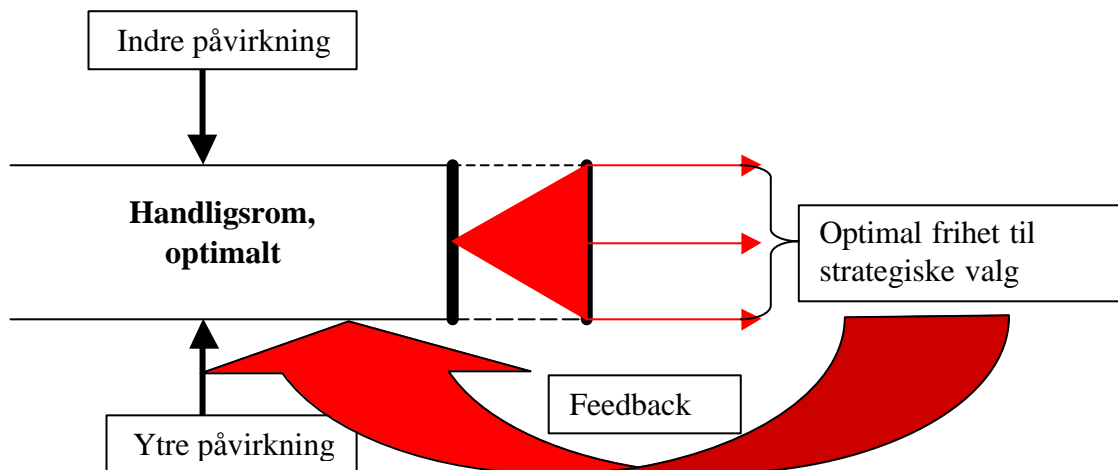 Indre påvirkning
Handligsrom,
optimalt
Optimal frihet til
strategiske valg
Feedback
Ytre påvirkning